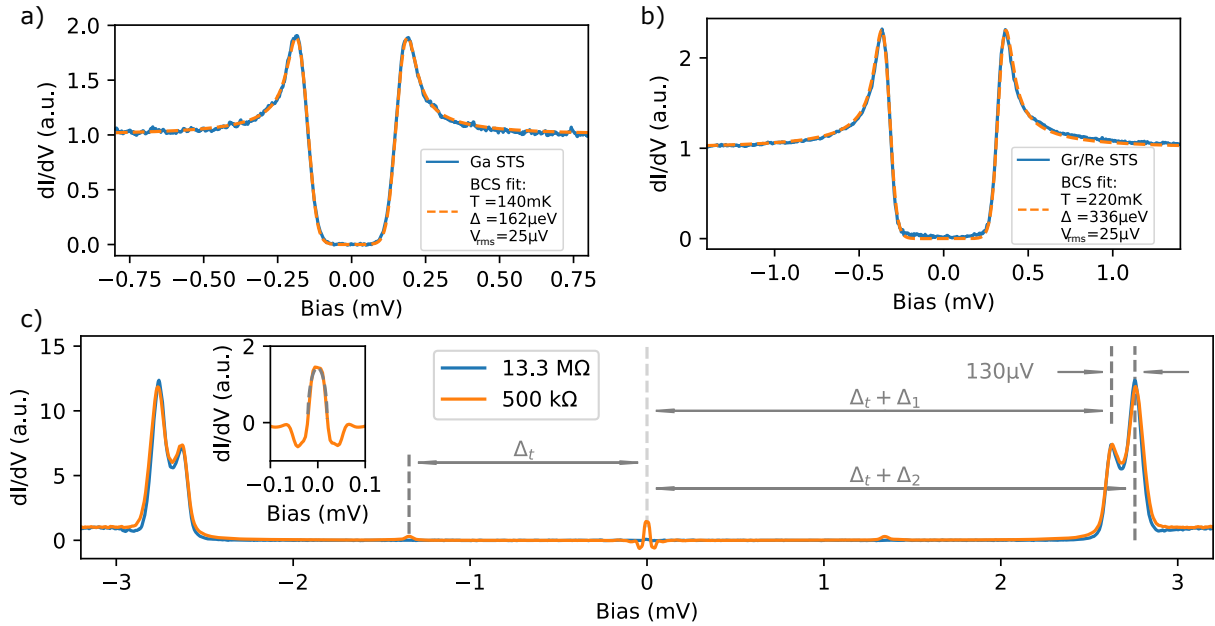 a)
2.0
1.5
1.0
0.5
0.0
dI/dV (a.u.)
Ga STS
BCS fit:
T =140mK
Δ =162μeV
Vrms=25μV
−0.75 −0.50 −0.25 0.00 0.25 0.50 0.75
Bias (mV)
b)
2
1
0
dI/dV (a.u.)
Gr/Re STS
BCS fit:
T =220mK
Δ =336μeV
Vrms=25μV
−1.0 −0.5 0.0 0.5 1.0
Bias (mV)
c)
15
10
5
0
dI/dV (a.u.)
2
0
dI/dV (a.u.)
−0.1 0.0 0.1
Bias (mV)
13.3 MΩ
500 kΩ
130μV
Δt + Δ1
Δt
Δt + Δ2
−3 −2 −1 0 1 2 3
Bias (mV)